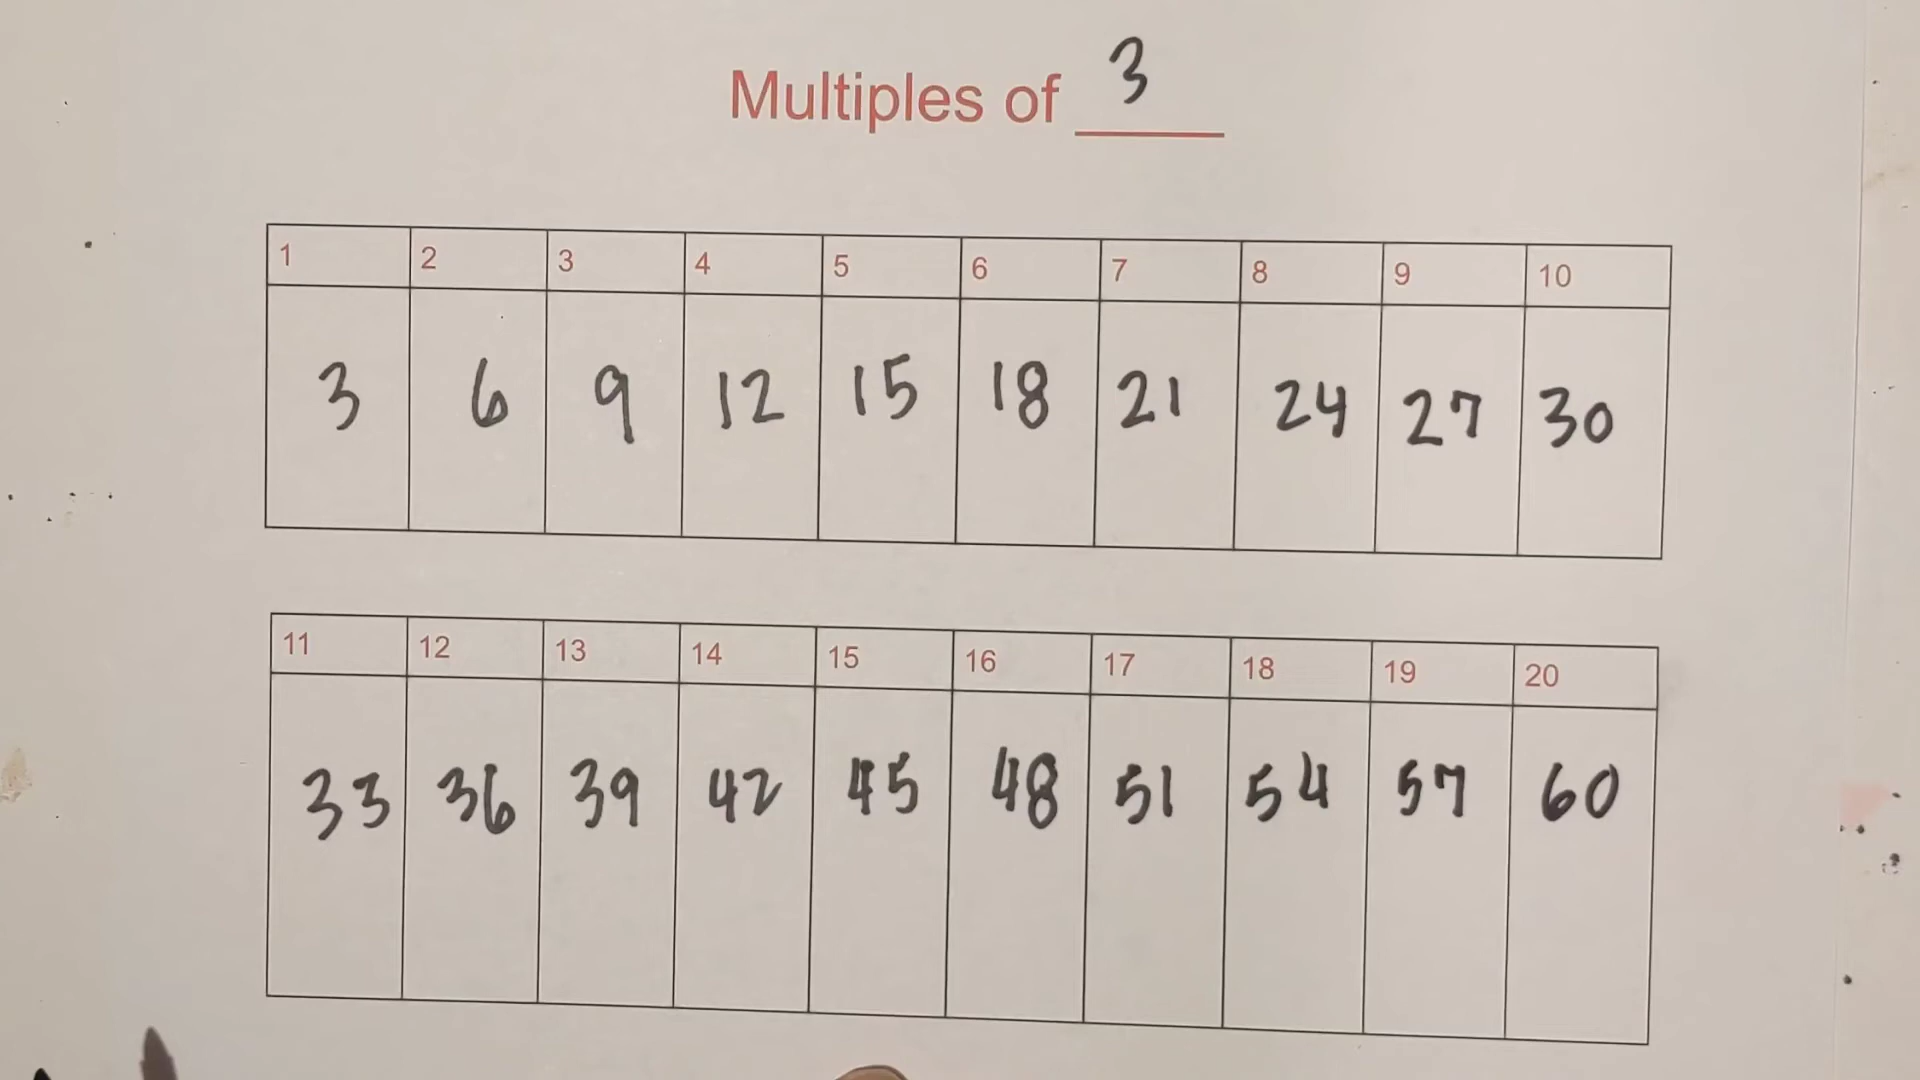 Multiples of 3
1 2 3 4 5 6 7 8 9 10
3 6 9 12 15 18 21 24 27 30
11 12 13 14 15 16 17 18 19 20
33 36 39 42 45 48 51 54 57 60